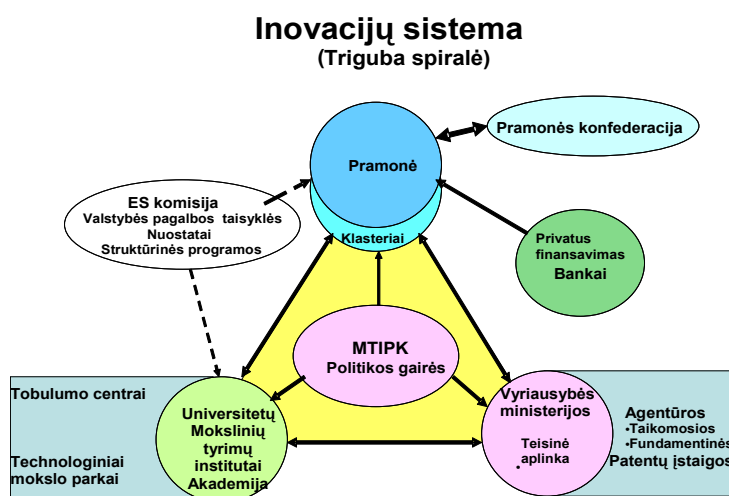 Inovacijų sistema
(Triguba spiralė)
Pramonės konfederacija
Pramonė
ES komisija
Valstybės pagalbos taisyklės
Nuostatai
Struktūrinės programos
Klasteriai
Privatus
finansavimas
Bankai
MTIPK
Politikos gairės
Tobulumo centrai
Technologiniai
mokslo parkai
Universitetų
Mokslinių
tyrimų
institutai
Akademija
Vyriausybės
ministerijos
Teisinė
•aplinka
Agentūros
•Taikomosios
•Fundamentinės
Patentų įstaigos